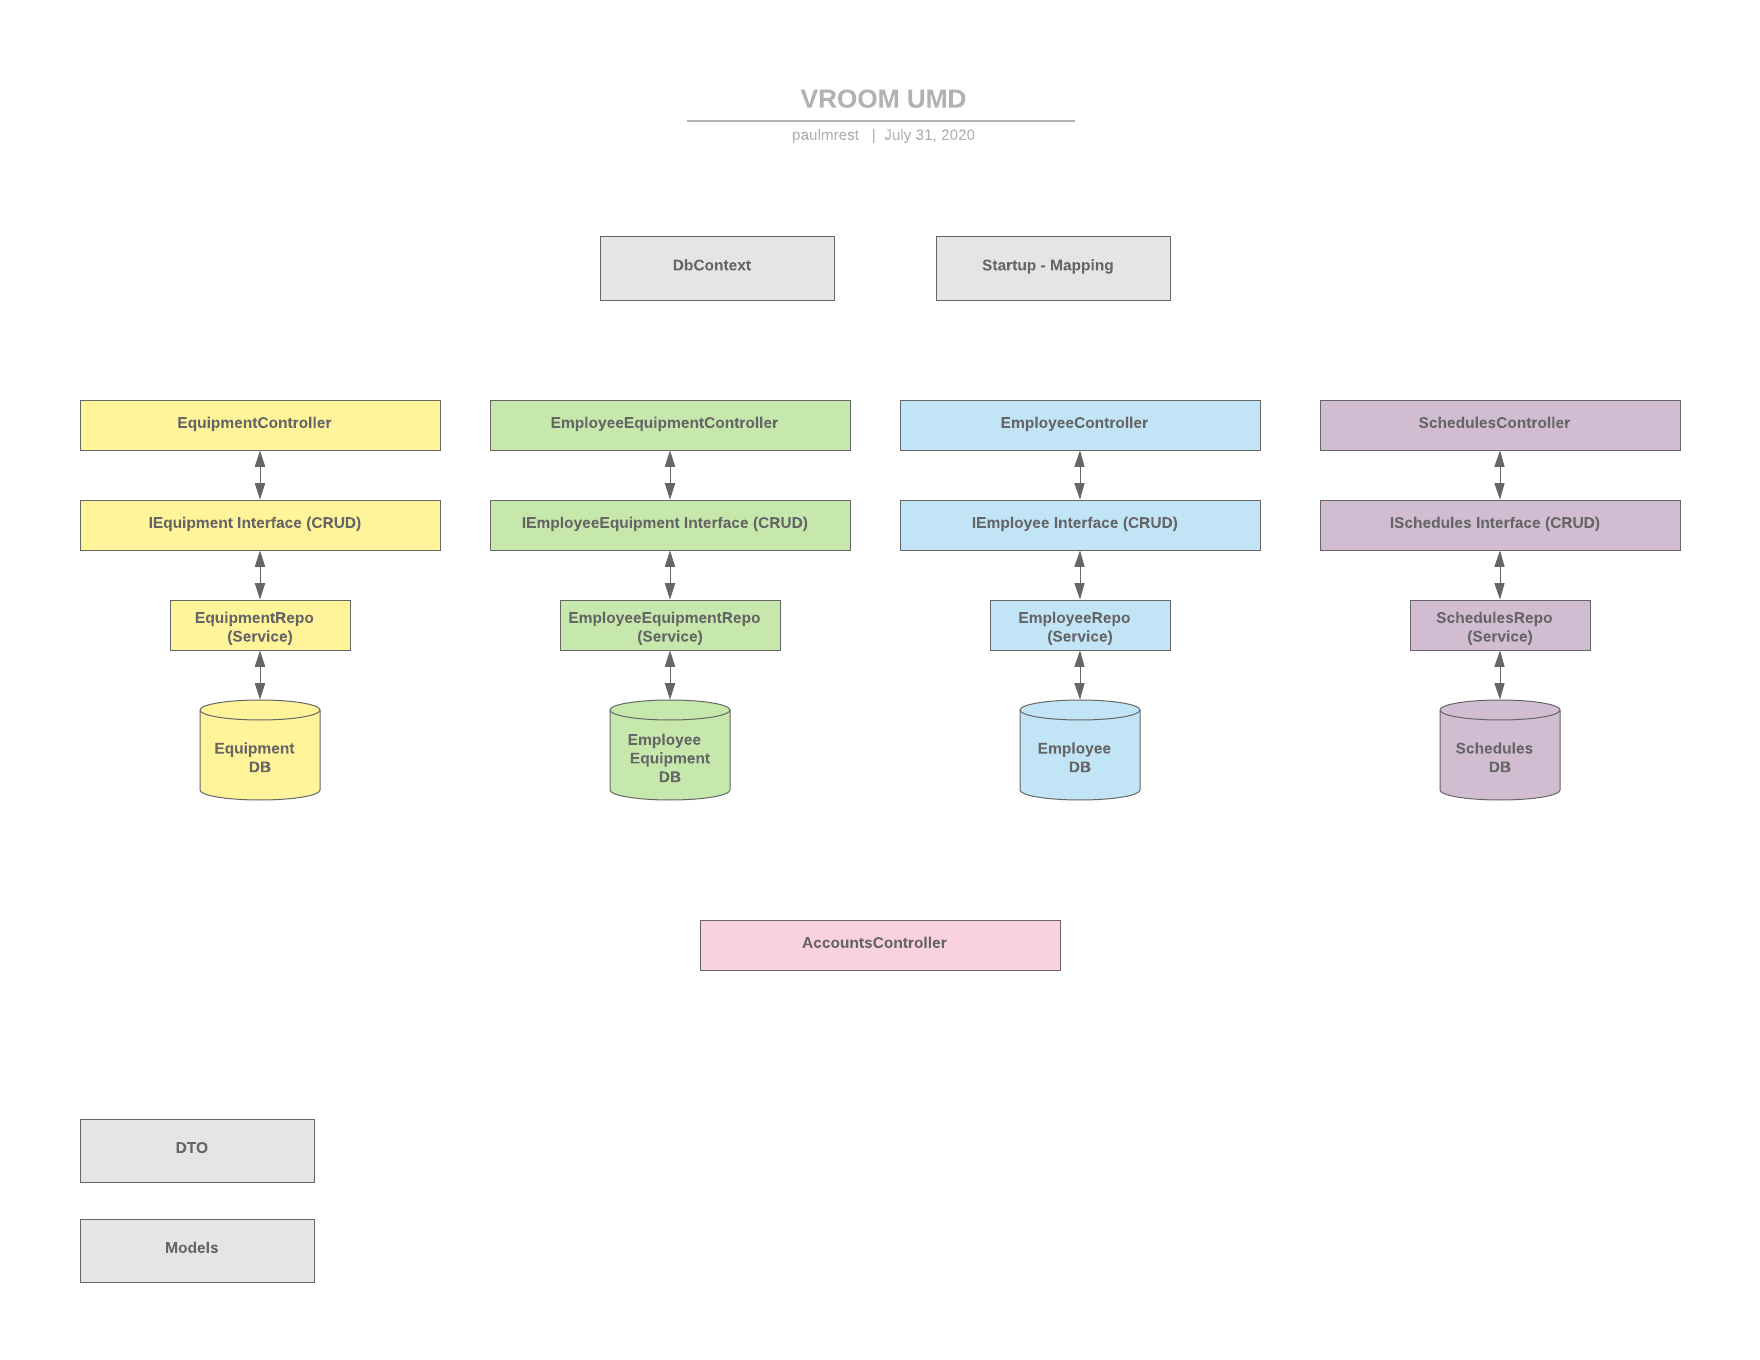 VROOM UMD
paulmrest | July 31, 2020
DbContext
Startup - Mapping
EquipmentController
EmployeeEquipmentController
EmployeeController
SchedulesController
IEquipment Interface (CRUD)
IEmployeeEquipment Interface (CRUD)
IEmployee Interface (CRUD)
ISchedules Interface (CRUD)
EquipmentRepo
(Service)
EmployeeEquipmentRepo
(Service)
EmployeeRepo
(Service)
SchedulesRepo
(Service)
Equipment
DB
Employee
Equipment
DB
Employee
DB
Schedules
DB
AccountsController
DTO
Models